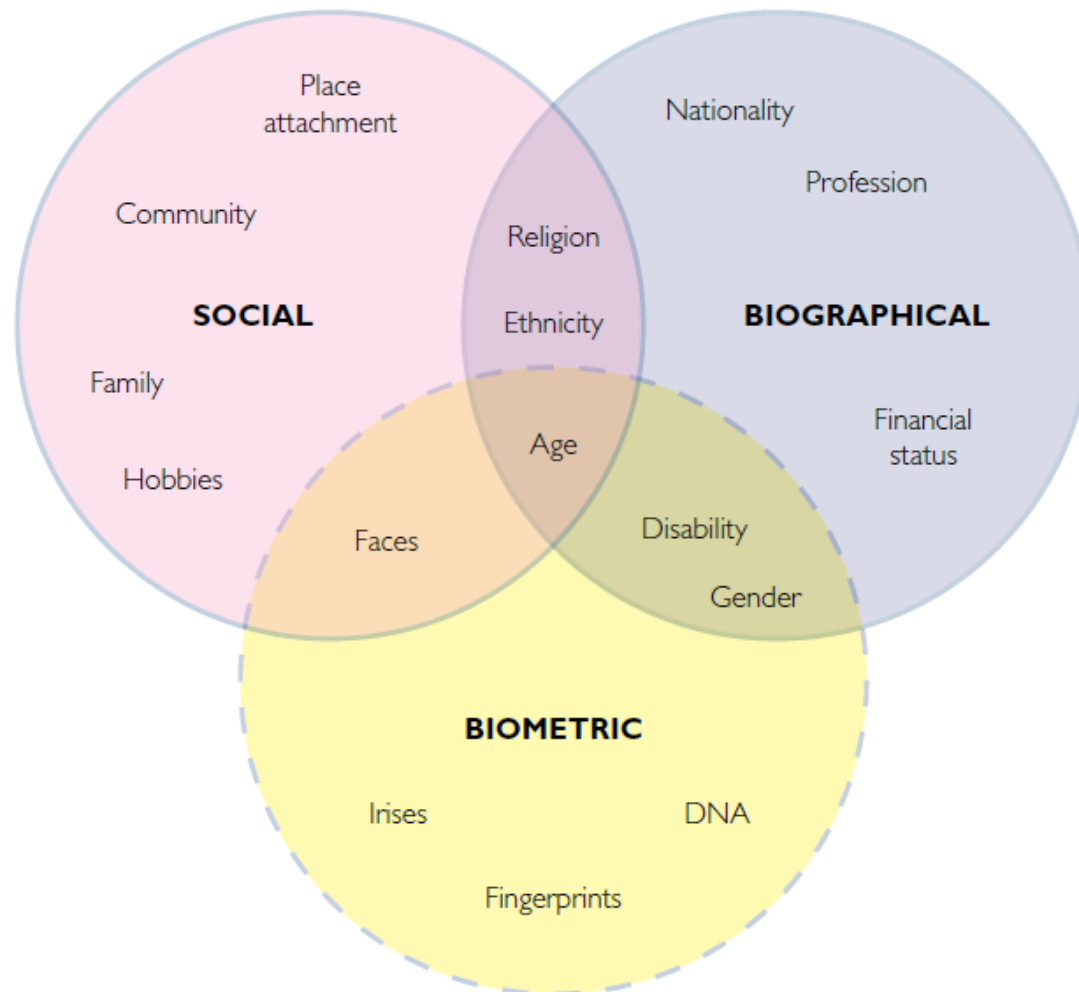 Place
attachment
Nationality
Profession
Community
Religion
SOCIAL
Ethnicity
BIOGRAPHICAL
Family
Financial
status
Age
Hobbies
Faces
Disability
Gender
BIOMETRIC
Irises
DNA
Fingerprints